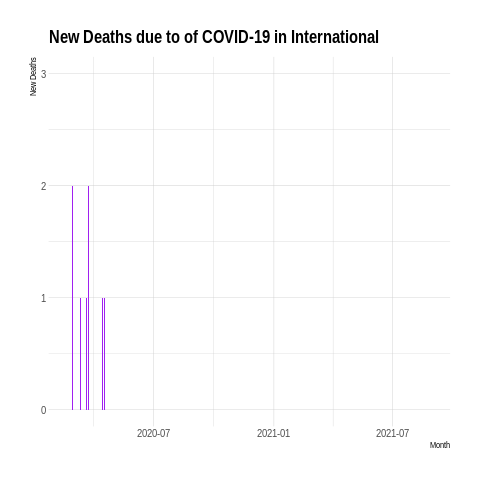 New Deaths due to of COVID-19 in International
New Deaths
3
2
1
0
2020-07
2021-01
2021-07
Month